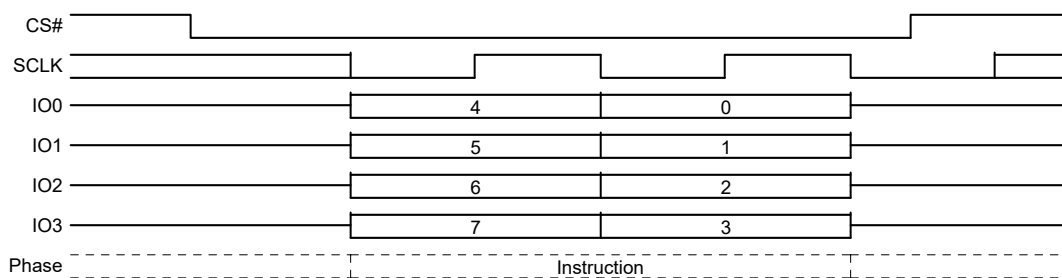 CS#
SCLK
IO0 4 0
IO1 5 1
IO2 6 2
IO3 7 3
Phase Instruction